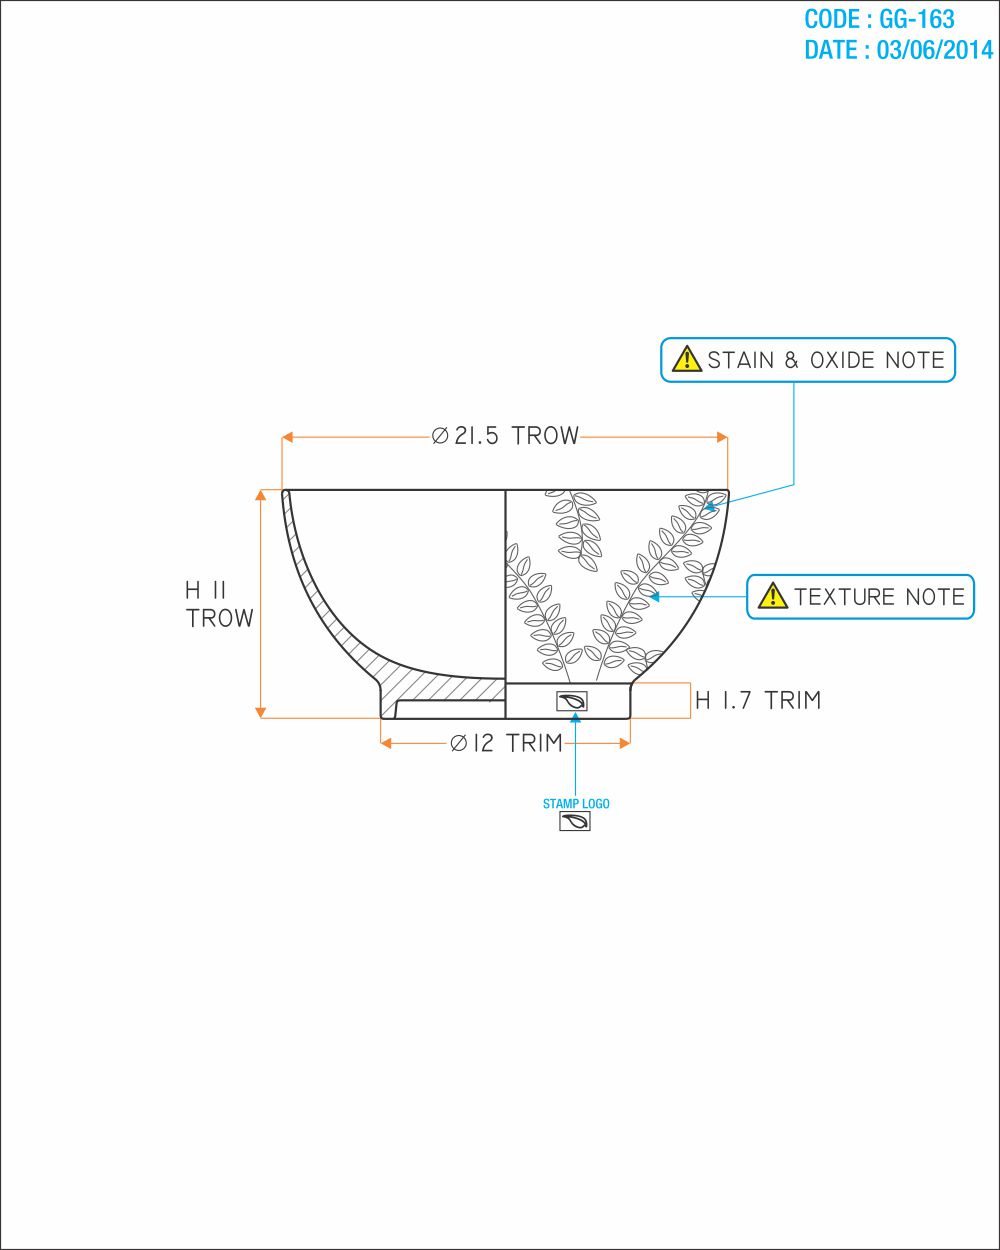 CODE : GG-163
DATE : 03/06/2014
STAIN & OXIDE NOTE
Ø 21.5 TROW
H 11
TROW
TEXTURE NOTE
H 1.7 TRIM
Ø 12 TRIM
STAMP LOGO